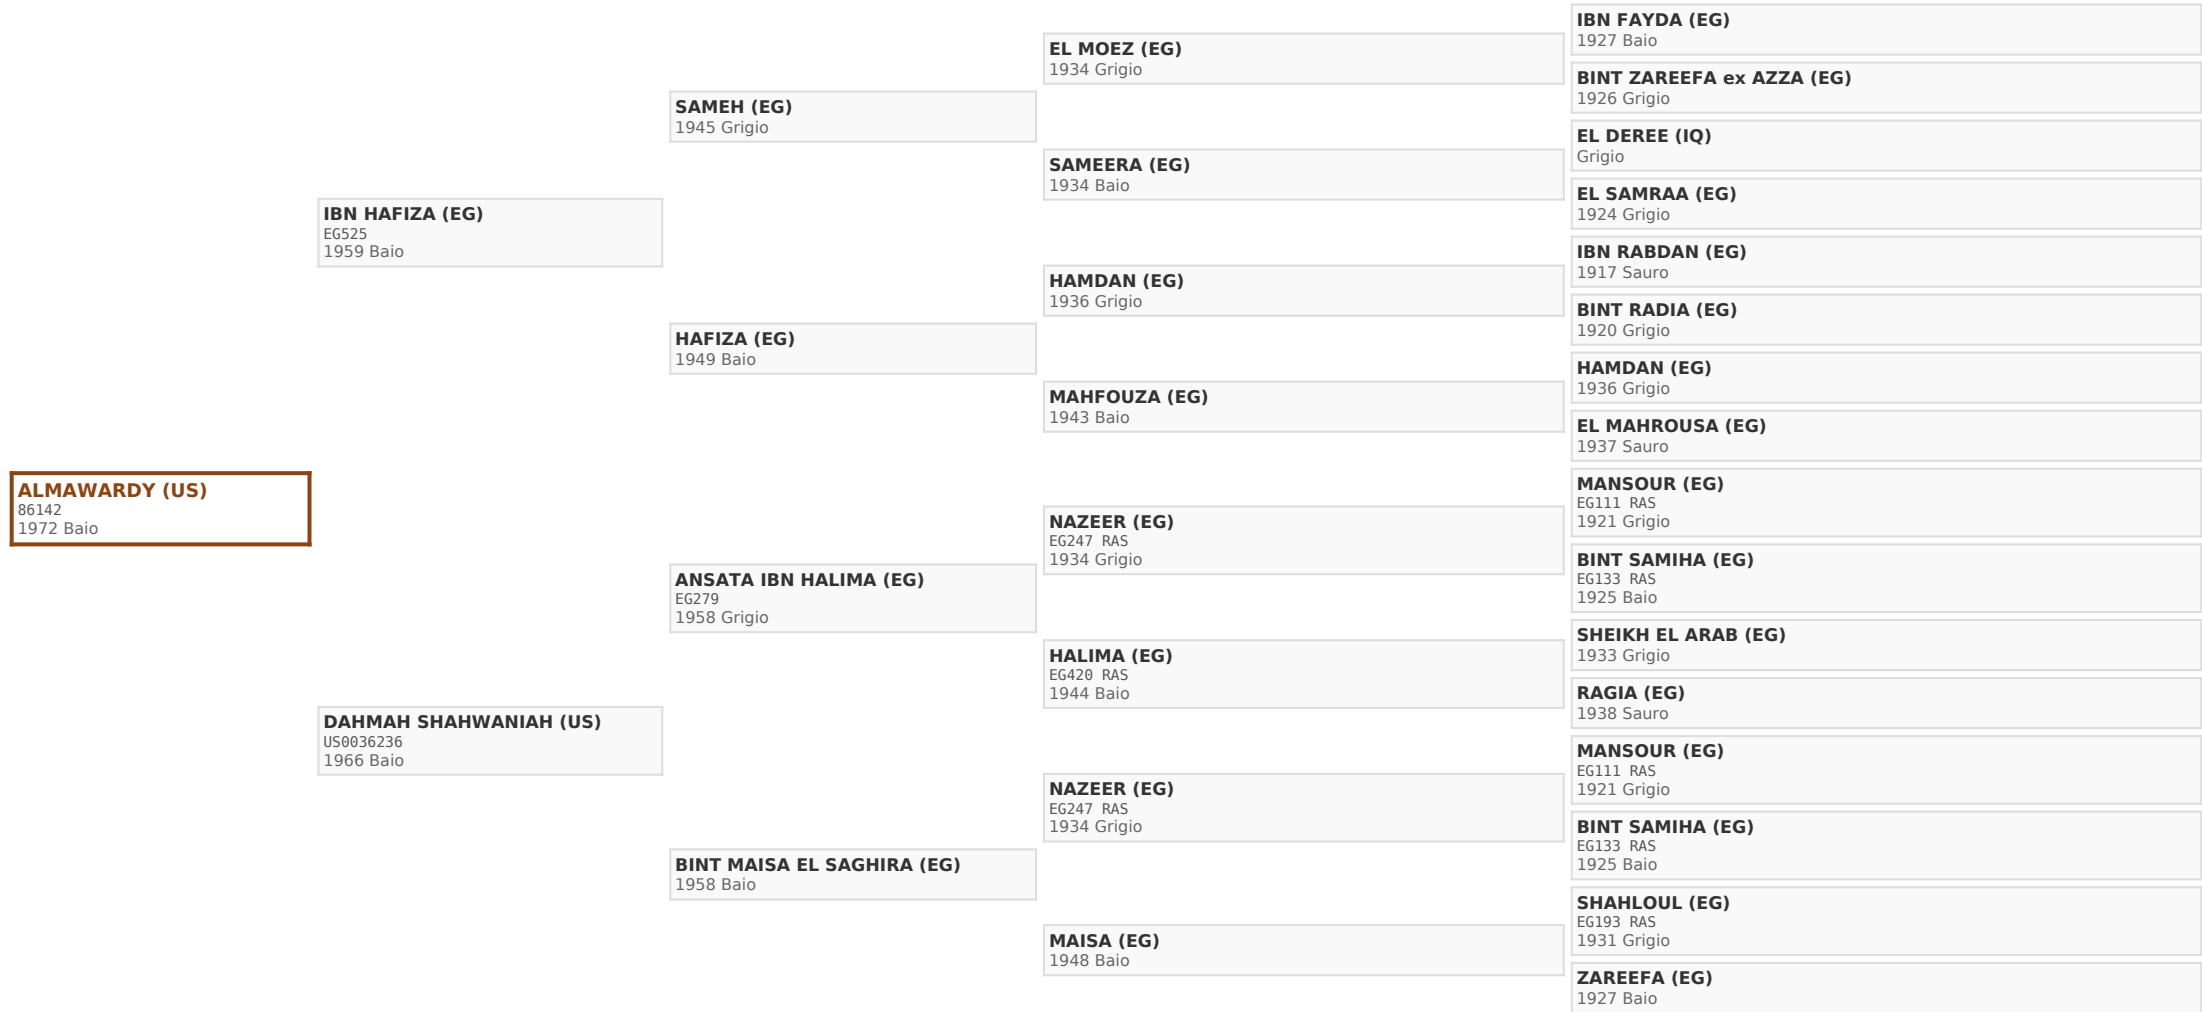 ALMAWARDY (US)
86142
1972 Baio
IBN HAFIZA (EG)
EG525
1959 Baio
DAHMAH SHAHWANIAH (US)
US0036236
1966 Baio
SAMEH (EG)
1945 Grigio
HAFIZA (EG)
1949 Baio
ANSATA IBN HALIMA (EG)
EG279
1958 Grigio
BINT MAISA EL SAGHIRA (EG)
1958 Baio
EL MOEZ (EG)
1934 Grigio
SAMEERA (EG)
1934 Baio
HAMDAN (EG)
1936 Grigio
MAHFOUZA (EG)
1943 Baio
NAZEER (EG)
EG247 RAS
1934 Grigio
HALIMA (EG)
EG420 RAS
1944 Baio
NAZEER (EG)
EG247 RAS
1934 Grigio
MAISA (EG)
1948 Baio
IBN FAYDA (EG)
1927 Baio
BINT ZAREEFA ex AZZA (EG)
1926 Grigio
EL DEREE (IQ)
Grigio
EL SAMRAA (EG)
1924 Grigio
IBN RABDAN (EG)
1917 Sauro
BINT RADIA (EG)
1920 Grigio
HAMDAN (EG)
1936 Grigio
EL MAHROUSA (EG)
1937 Sauro
MANSOUR (EG)
EG111 RAS
1921 Grigio
BINT SAMIHA (EG)
EG133 RAS
1925 Baio
SHEIKH EL ARAB (EG)
1933 Grigio
RAGIA (EG)
1938 Sauro
MANSOUR (EG)
EG111 RAS
1921 Grigio
BINT SAMIHA (EG)
EG133 RAS
1925 Baio
SHAHLOUL (EG)
EG193 RAS
1931 Grigio
ZAREEFA (EG)
1927 Baio